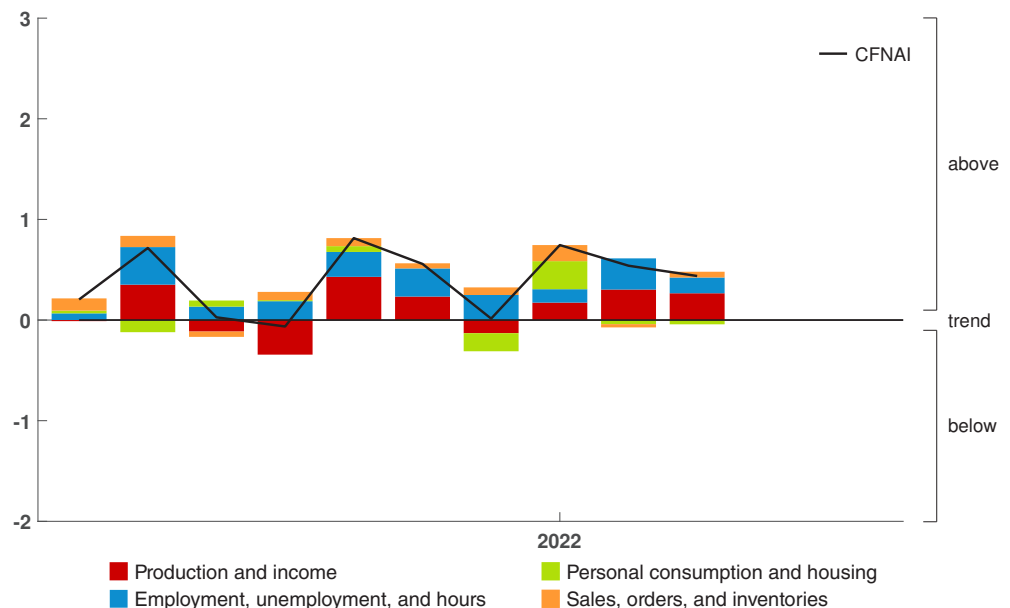 3
CFNAI
2
above
1
0
trend
-1
below
-2
2022
Production and income
Personal consumption and housing
Employment, unemployment, and hours
Sales, orders, and inventories